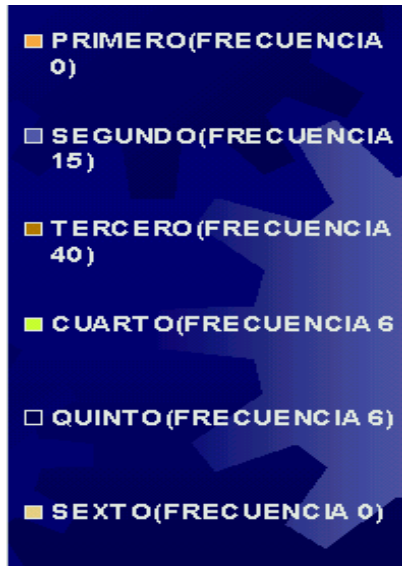 PRIMERO(FRECUENCIA
0)
SEGUNDO(FRECUENCIA
15)
TERCERO(FRECUENCIA
40)
CUARTO(FRECUENCIA 6
QUINTO(FRECUENCIA 6)
SEXTO(FRECUENCIA 0)